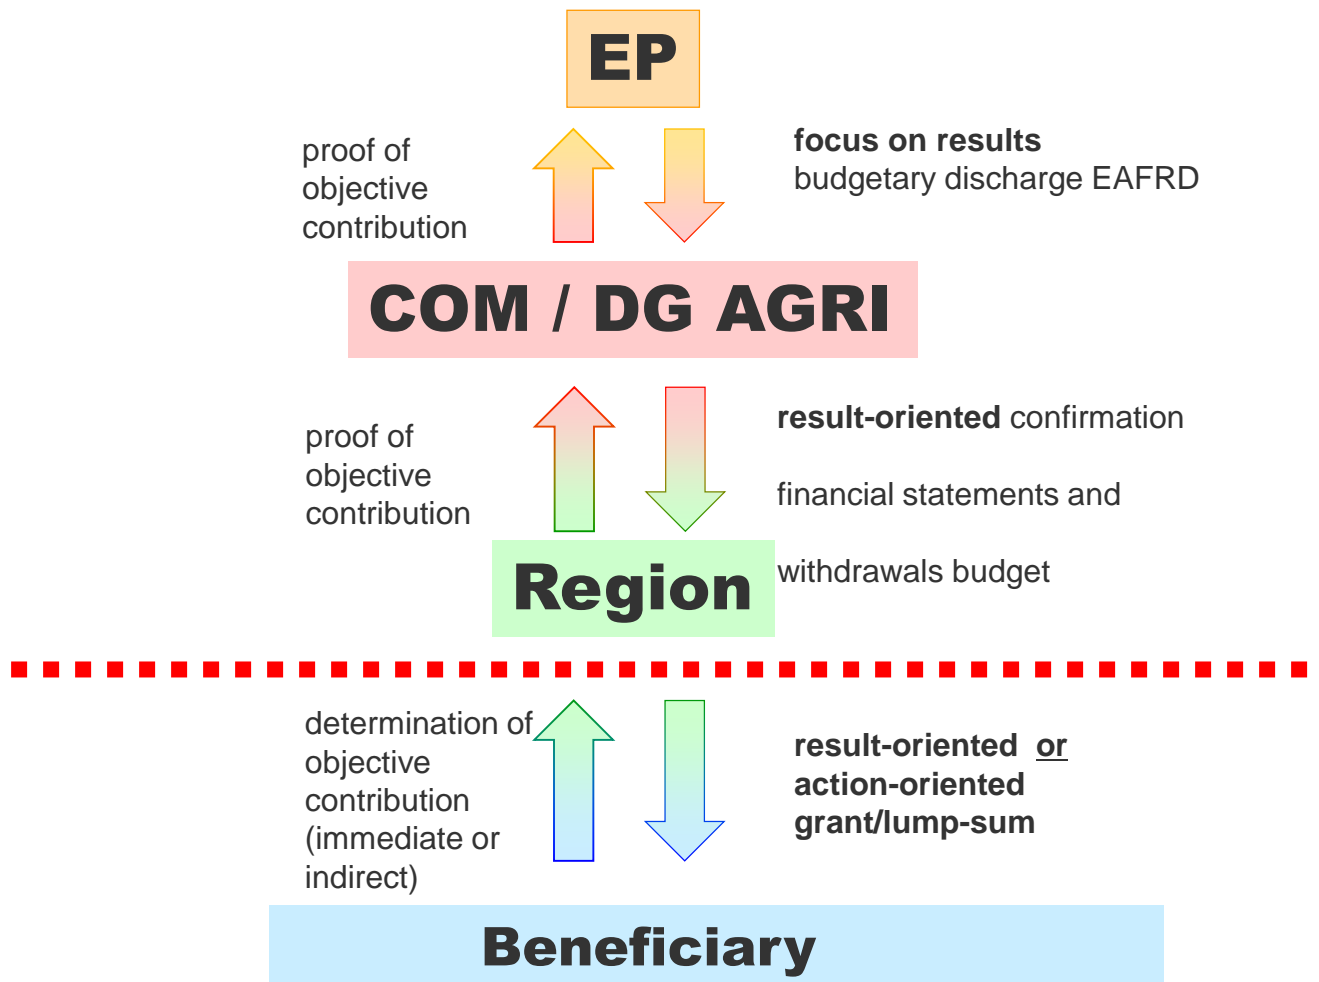 EP
proof of
objective
contribution
focus on results
budgetary discharge EAFRD
COM / DG AGRI
proof of
objective
contribution
result-oriented confirmation
financial statements and
withdrawals budget
Region
determination of
objective
contribution
(immediate or
indirect)
result-oriented or
action-oriented
grant/lump-sum
Beneficiary